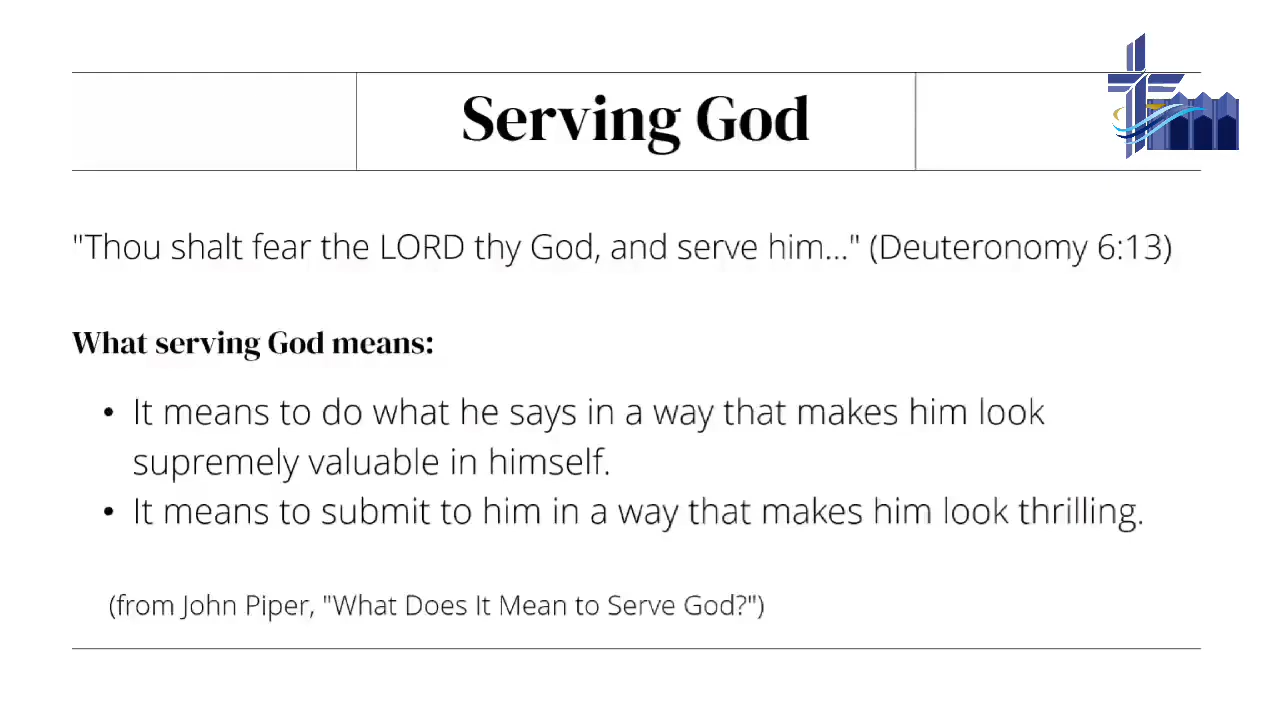 Serving God
"Thou shalt fear the LORD thy God, and serve him..." (Deuteronomy 6:13)
What serving God means:
• It means to do what he says in a way that makes him look
supremely valuable in himself.
• It means to submit to him in a way that makes him look thrilling.
(from John Piper, "What Does It Mean to Serve God?")